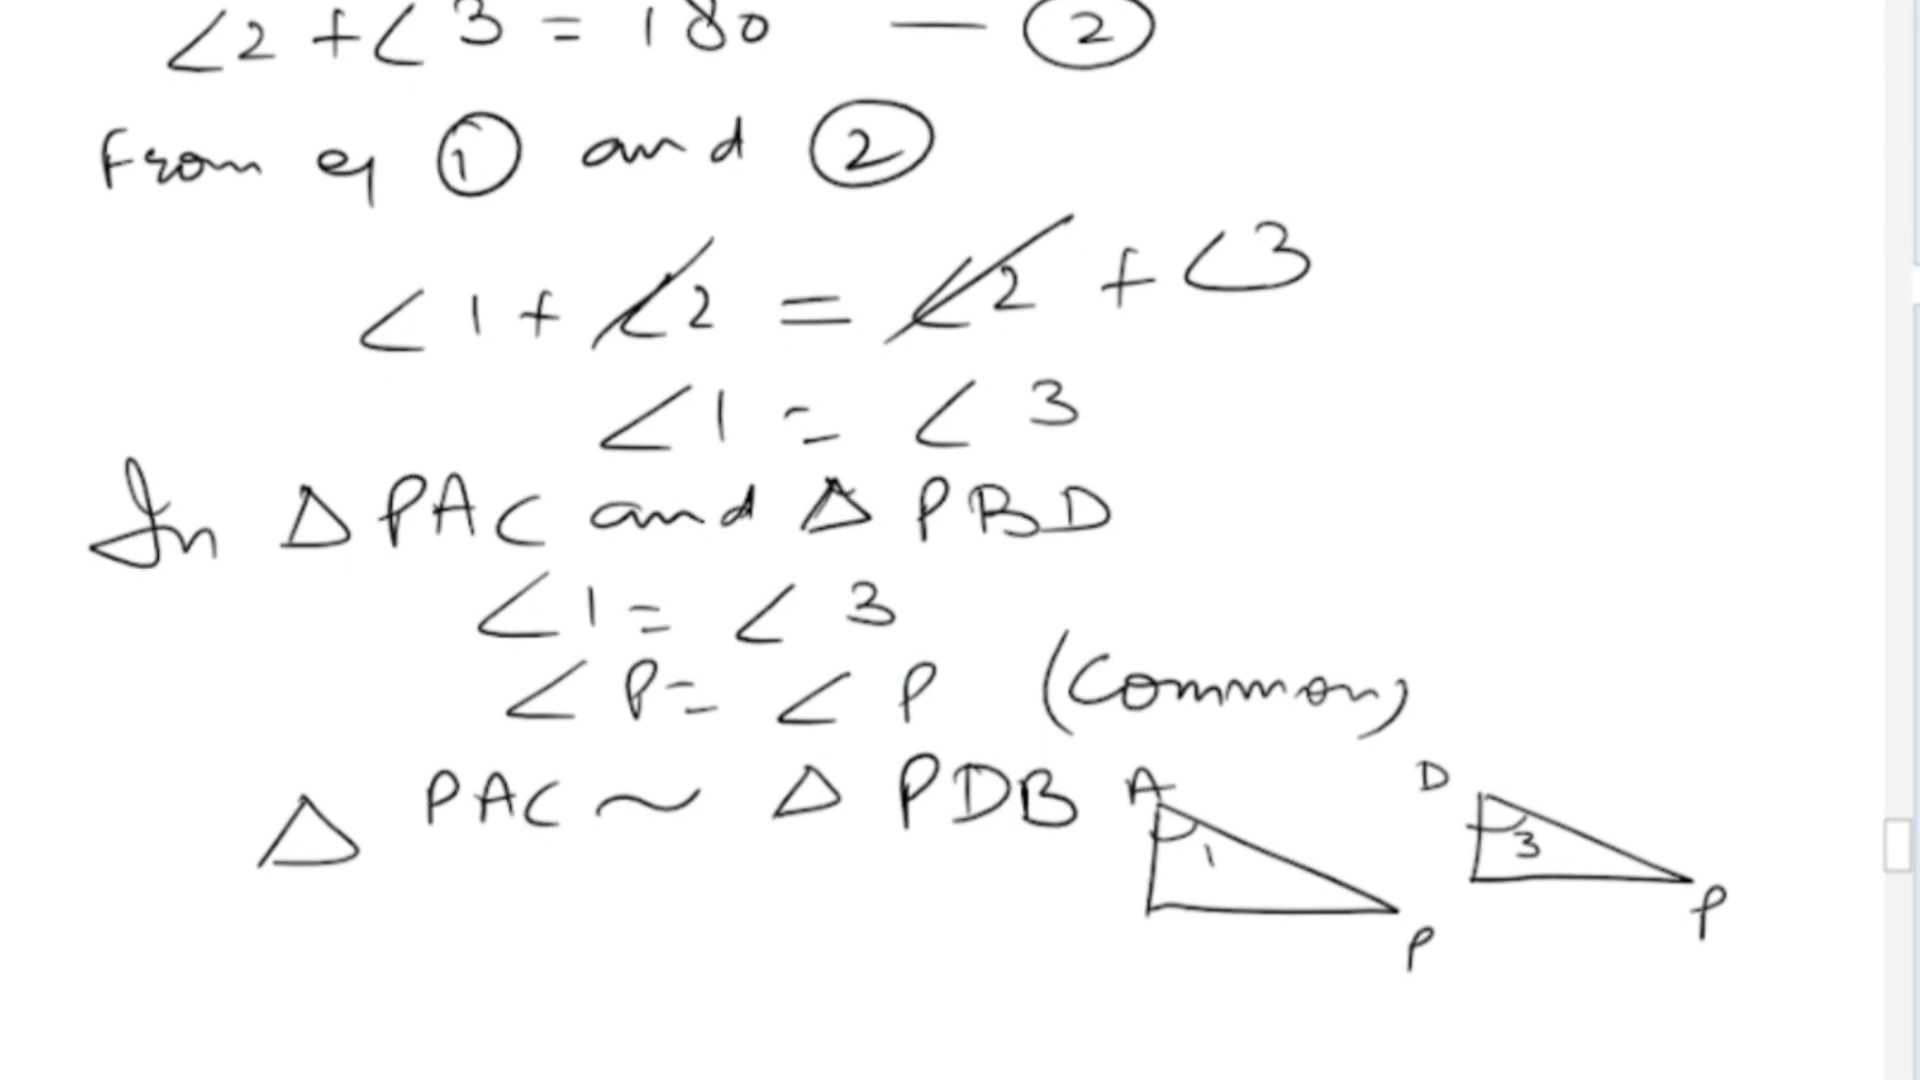 ∠2 + ∠3 = 180 — ②
From eq ① and ②
∠1 + ∠2 = ∠2 + ∠3
∠1 = ∠3
In Δ PAC and Δ PBD
∠1 = ∠3
∠P = ∠P (Common)
Δ PAC ~ Δ PDB
A
1
P
D
3
P